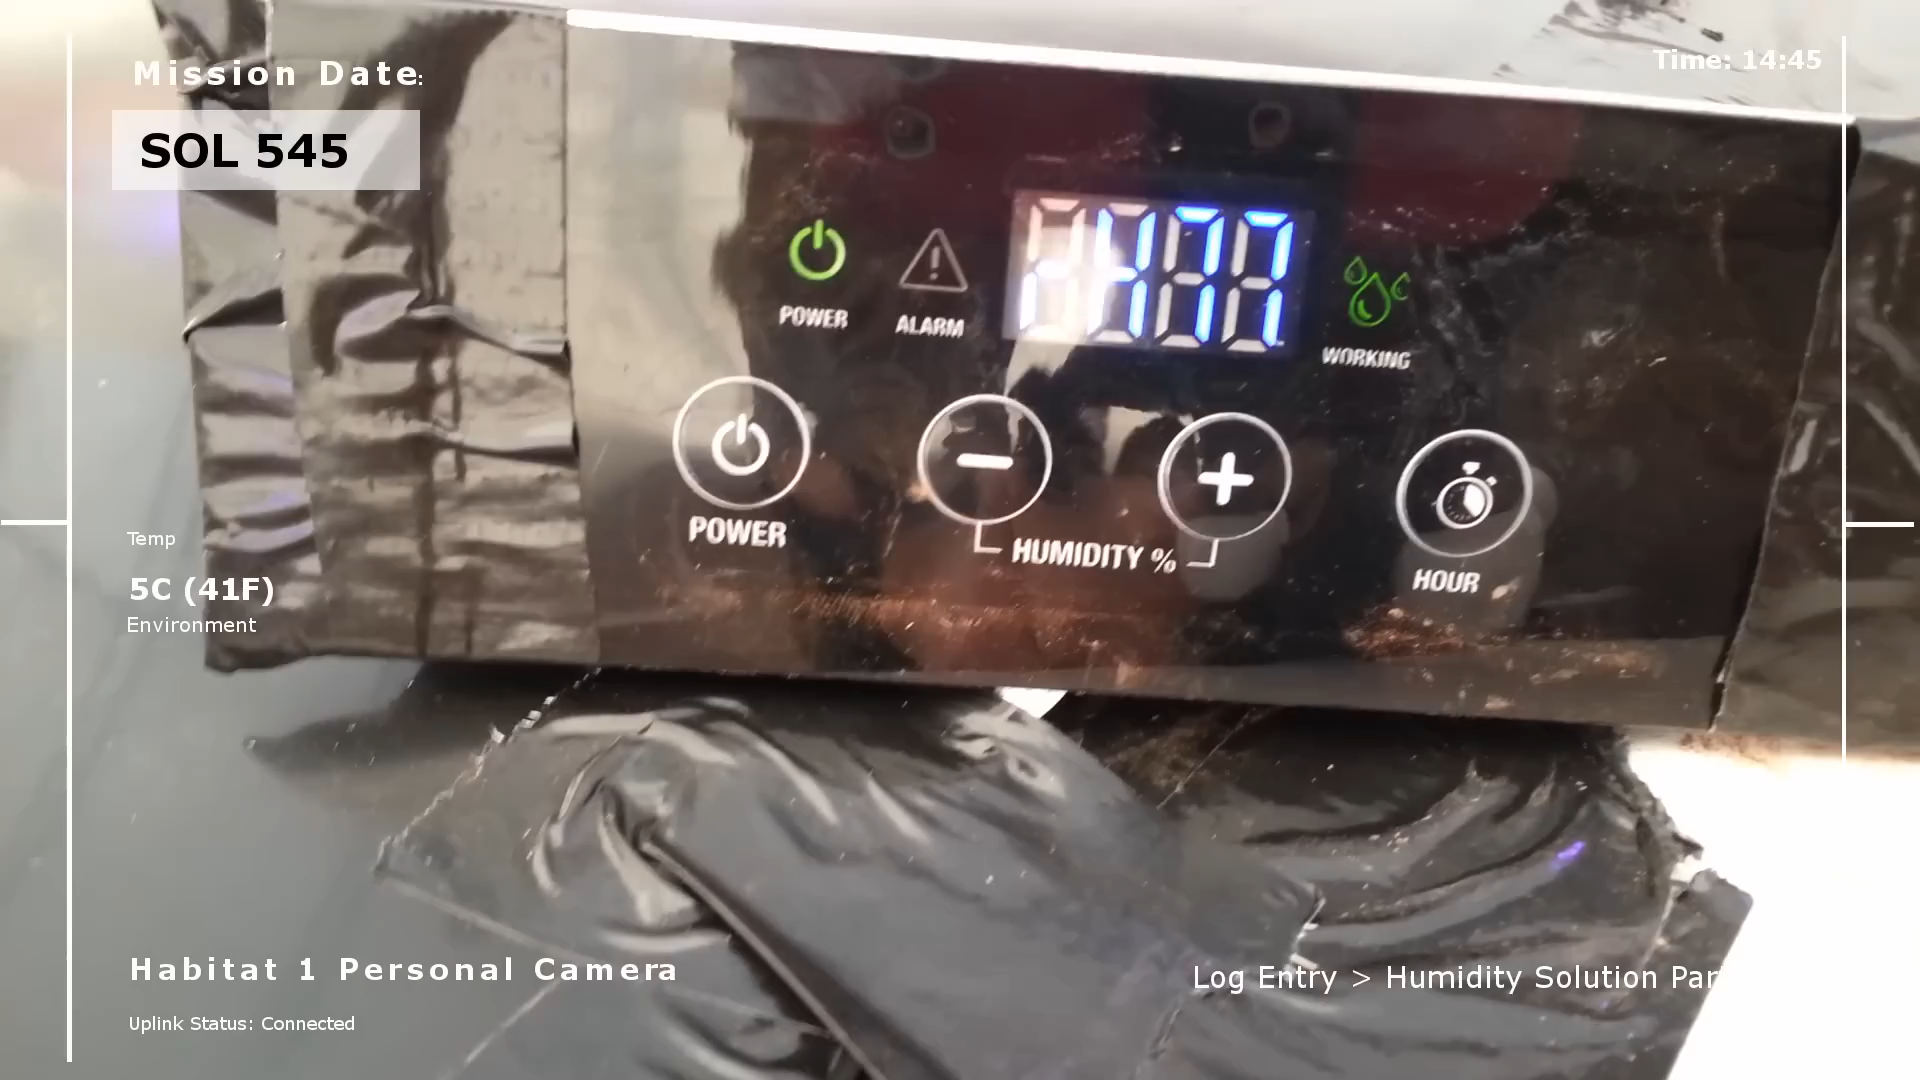 Mission Date:
Time: 14:45
SOL 545
rh77
POWER
ALARM
WORKING
POWER
HUMIDITY %
HOUR
Temp
5C (41F)
Environment
Habitat 1 Personal Camera
Log Entry > Humidity Solution Par
Uplink Status: Connected